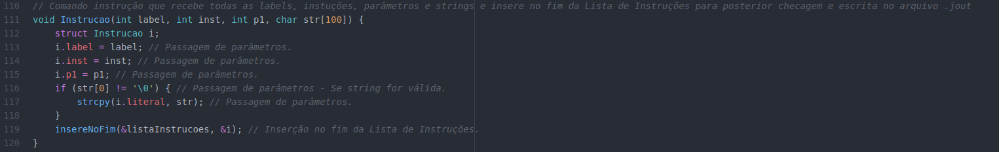 110 // Comando instrução que recebe todas as labels, instuções, parâmetros e strings e insere no fim da Lista de Instruções para posterior checagem e escrita no arquivo .jout
111 void Instrucao(int label, int inst, int p1, char str[100]) {
112     struct Instrucao i;
113     i.label = label; // Passagem de parâmetros.
114     i.inst = inst; // Passagem de parâmetros.
115     i.p1 = p1; // Passagem de parâmetros.
116     if (str[0] != '\0') { // Passagem de parâmetros - Se string for válida.
117         strcpy(i.literal, str); // Passagem de parâmetros.
118     }
119     insereNoFim(&listaInstrucoes, &i); // Inserção no fim da Lista de Instruções.
120 }